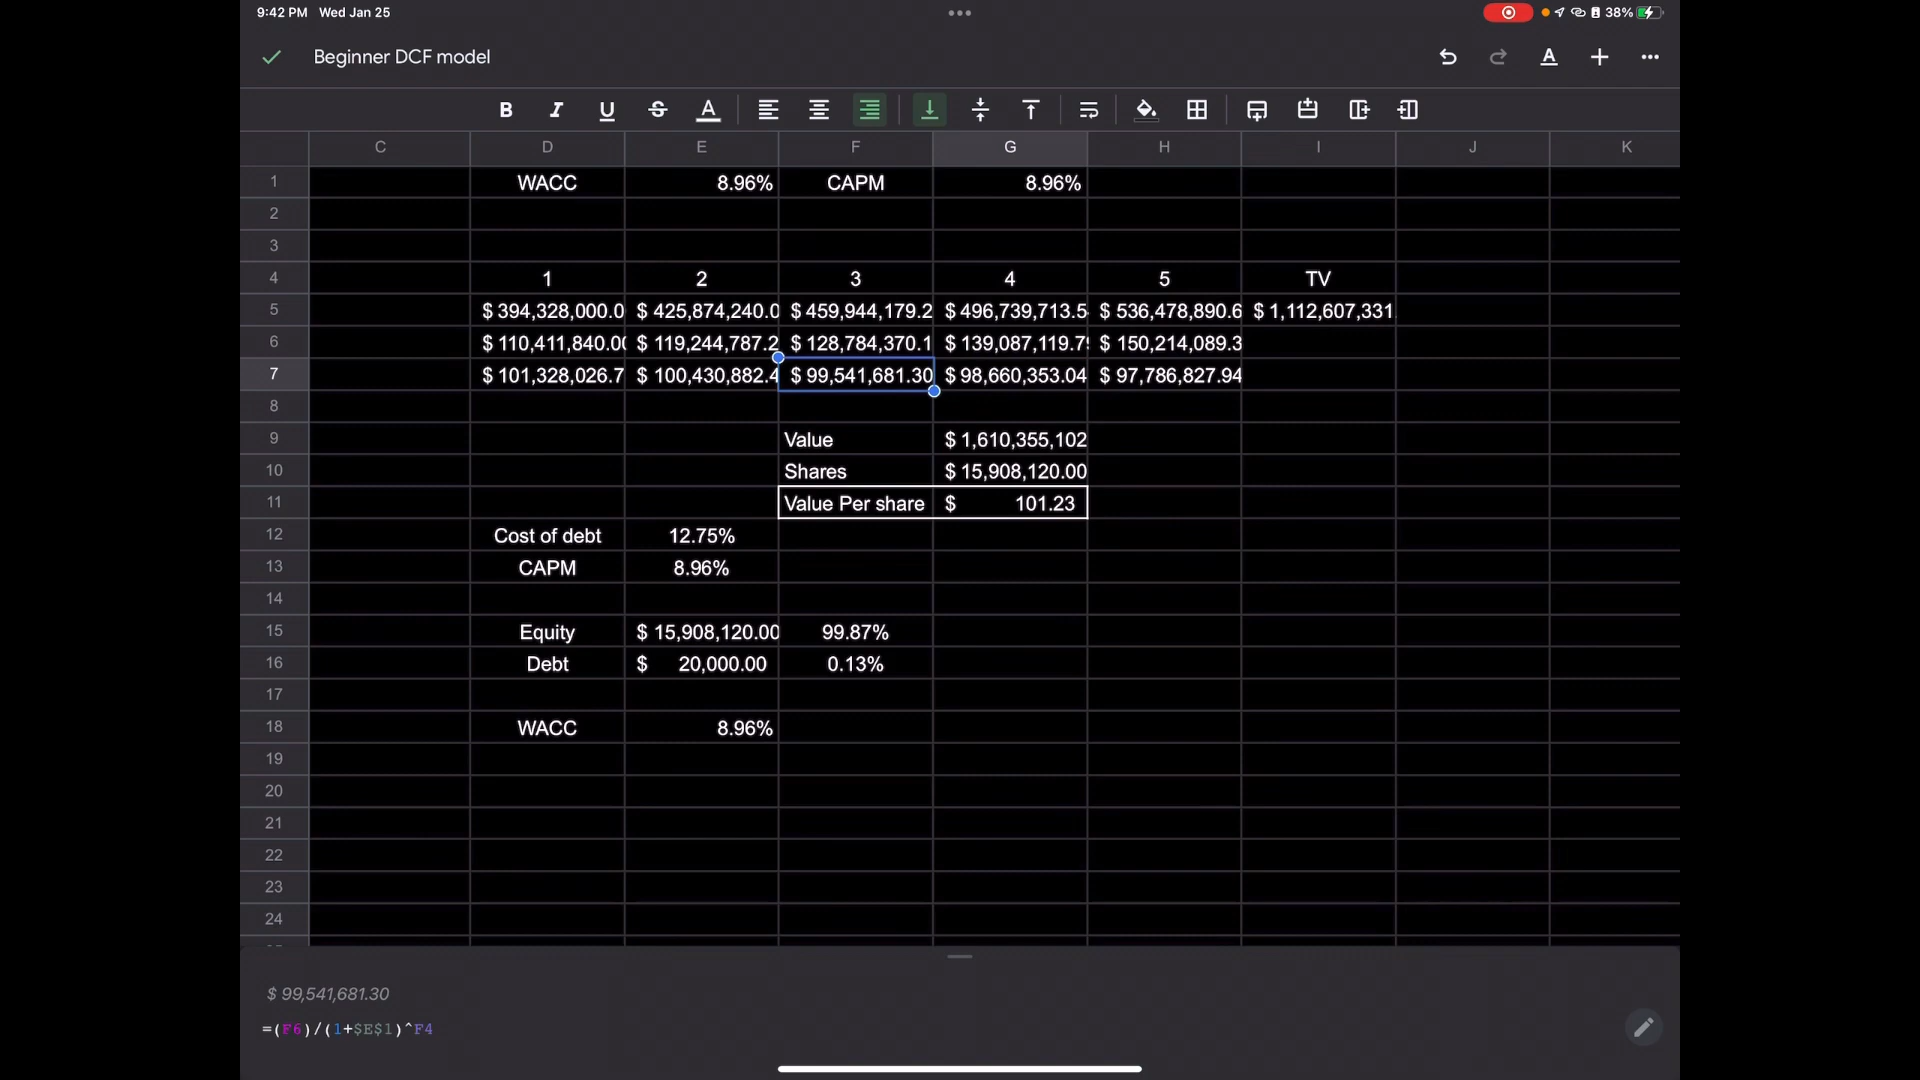 9:42 PM Wed Jan 25
38%
Beginner DCF model
B I U S A
C D E F G H I J K
1 WACC 8.96% CAPM 8.96%
2
3
4 1 2 3 4 5 TV
5 $ 394,328,000.0 $ 425,874,240.0 $ 459,944,179.2 $ 496,739,713.5 $ 536,478,890.6 $ 1,112,607,331
6 $ 110,411,840.00 $ 119,244,787.2 $ 128,784,370.1 $ 139,087,119.79 $ 150,214,089.3
7 $ 101,328,026.7 $ 100,430,882.4 $ 99,541,681.30 $ 98,660,353.04 $ 97,786,827.94
8
9 Value $ 1,610,355,102
10 Shares $ 15,908,120.00
11 Value Per share $ 101.23
12 Cost of debt 12.75%
13 CAPM 8.96%
14
15 Equity $ 15,908,120.00 99.87%
16 Debt $ 20,000.00 0.13%
17
18 WACC 8.96%
19
20
21
22
23
24
$ 99,541,681.30
=(F6)/(1+$E$1)^F4